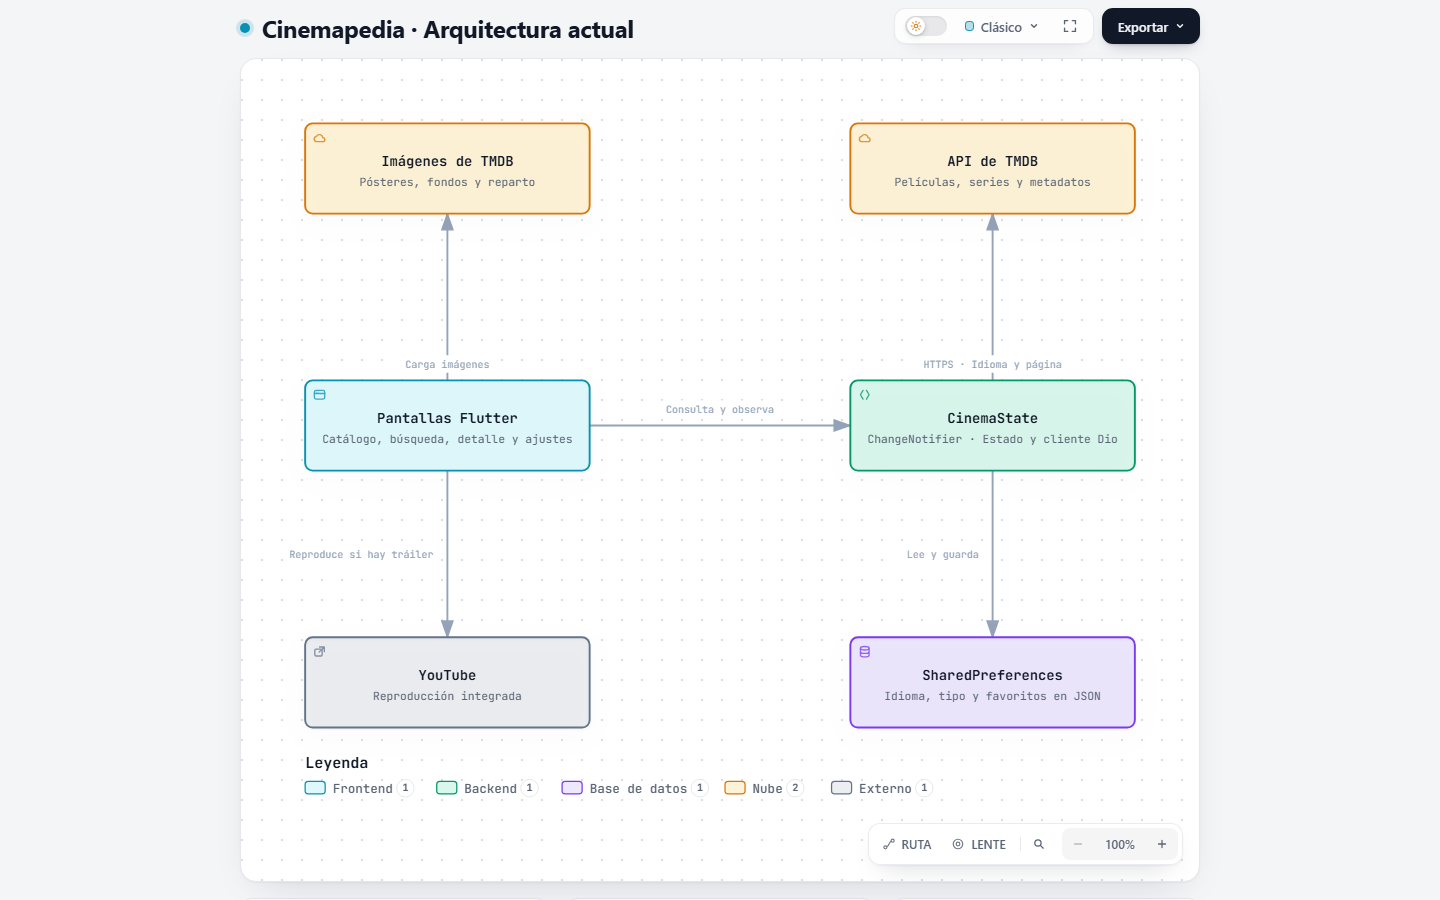 Cinemapedia · Arquitectura actual
Clásico
Exportar
Imágenes de TMDB
Pósteres, fondos y reparto
API de TMDB
Películas, series y metadatos
Carga imágenes
HTTPS · Idioma y página
Pantallas Flutter
Catálogo, búsqueda, detalle y ajustes
Consulta y observa
CinemaState
ChangeNotifier · Estado y cliente Dio
Reproduce si hay tráiler
Lee y guarda
YouTube
Reproducción integrada
SharedPreferences
Idioma, tipo y favoritos en JSON
Leyenda
Frontend 1 Backend 1 Base de datos 1 Nube 2 Externo 1
RUTA LENTE − 100% +